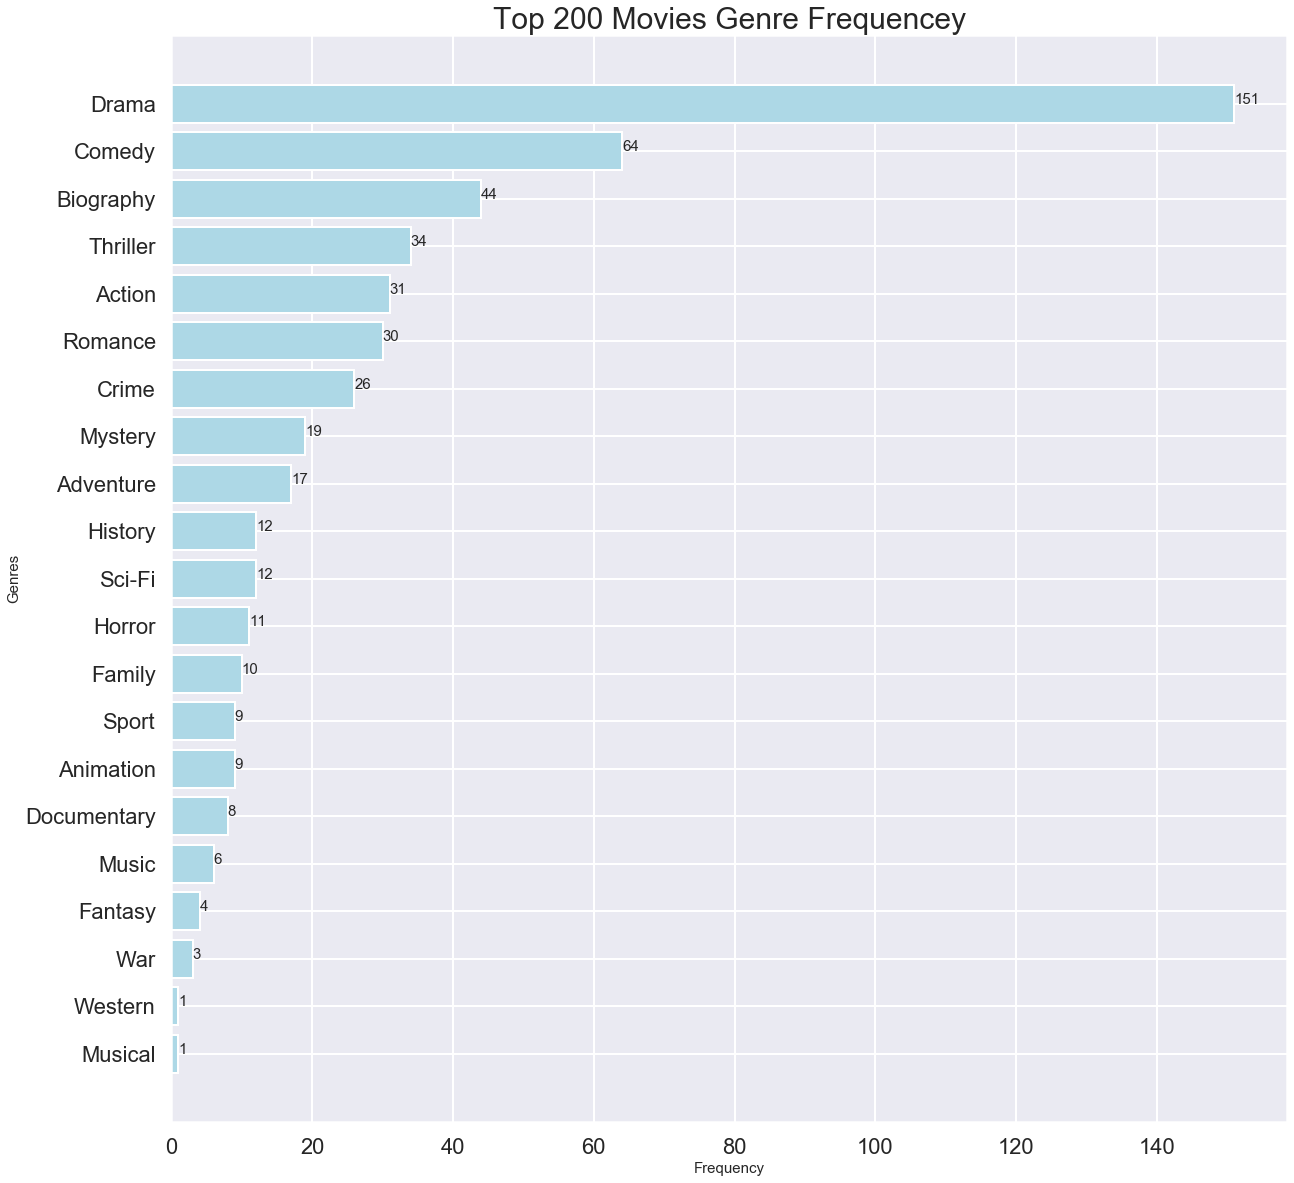 Top 200 Movies Genre Frequencey
Drama 151
Comedy 64
Biography 44
Thriller 34
Action 31
Romance 30
Crime 26
Mystery 19
Adventure 17
History 12
Sci-Fi 12
Horror 11
Family 10
Sport 9
Animation 9
Documentary 8
Music 6
Fantasy 4
War 3
Western 1
Musical 1
Genres
0 20 40 60 80 100 120 140
Frequency